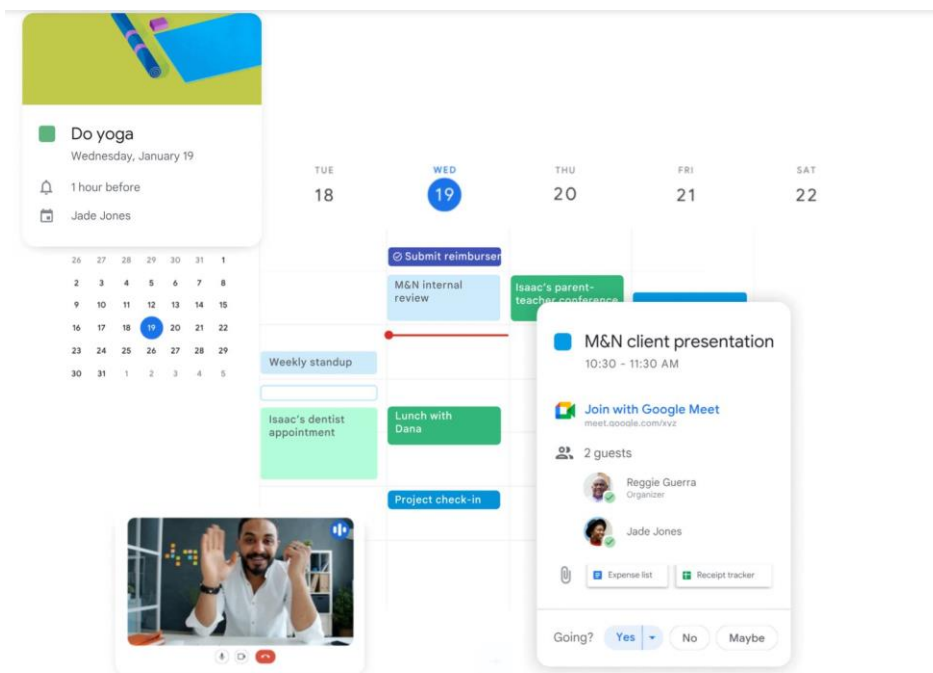 Do yoga
Wednesday, January 19
1 hour before
Jade Jones
26 27 28 29 30 31 1
2 3 4 5 6 7 8
9 10 11 12 13 14 15
16 17 18 19 20 21 22
23 24 25 26 27 28 29
30 31 1 2 3 4 5
TUE WED THU FRI SAT
18 19 20 21 22
Submit reimburser
M&N internal
review
Isaac's parent-
teacher conference
Weekly standup
Isaac's dentist
appointment
Lunch with
Dana
Project check-in
M&N client presentation
10:30 - 11:30 AM
Join with Google Meet
meet.google.com/xvz
2 guests
Reggie Guerra
Organizer
Jade Jones
Expense list Receipt tracker
Going? Yes No Maybe